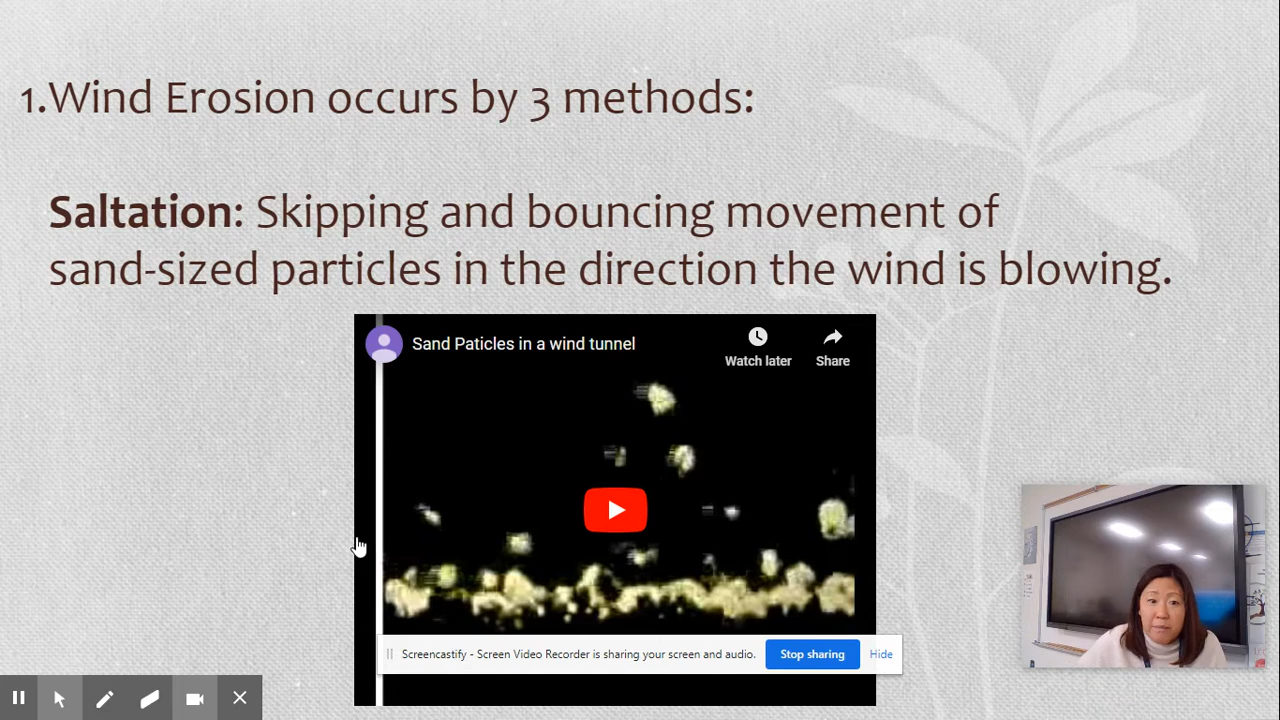 1.Wind Erosion occurs by 3 methods:
Saltation: Skipping and bouncing movement of
sand-sized particles in the direction the wind is blowing.
Sand Paticles in a wind tunnel
Watch later
Share
Screencastify - Screen Video Recorder is sharing your screen and audio.
Stop sharing
Hide